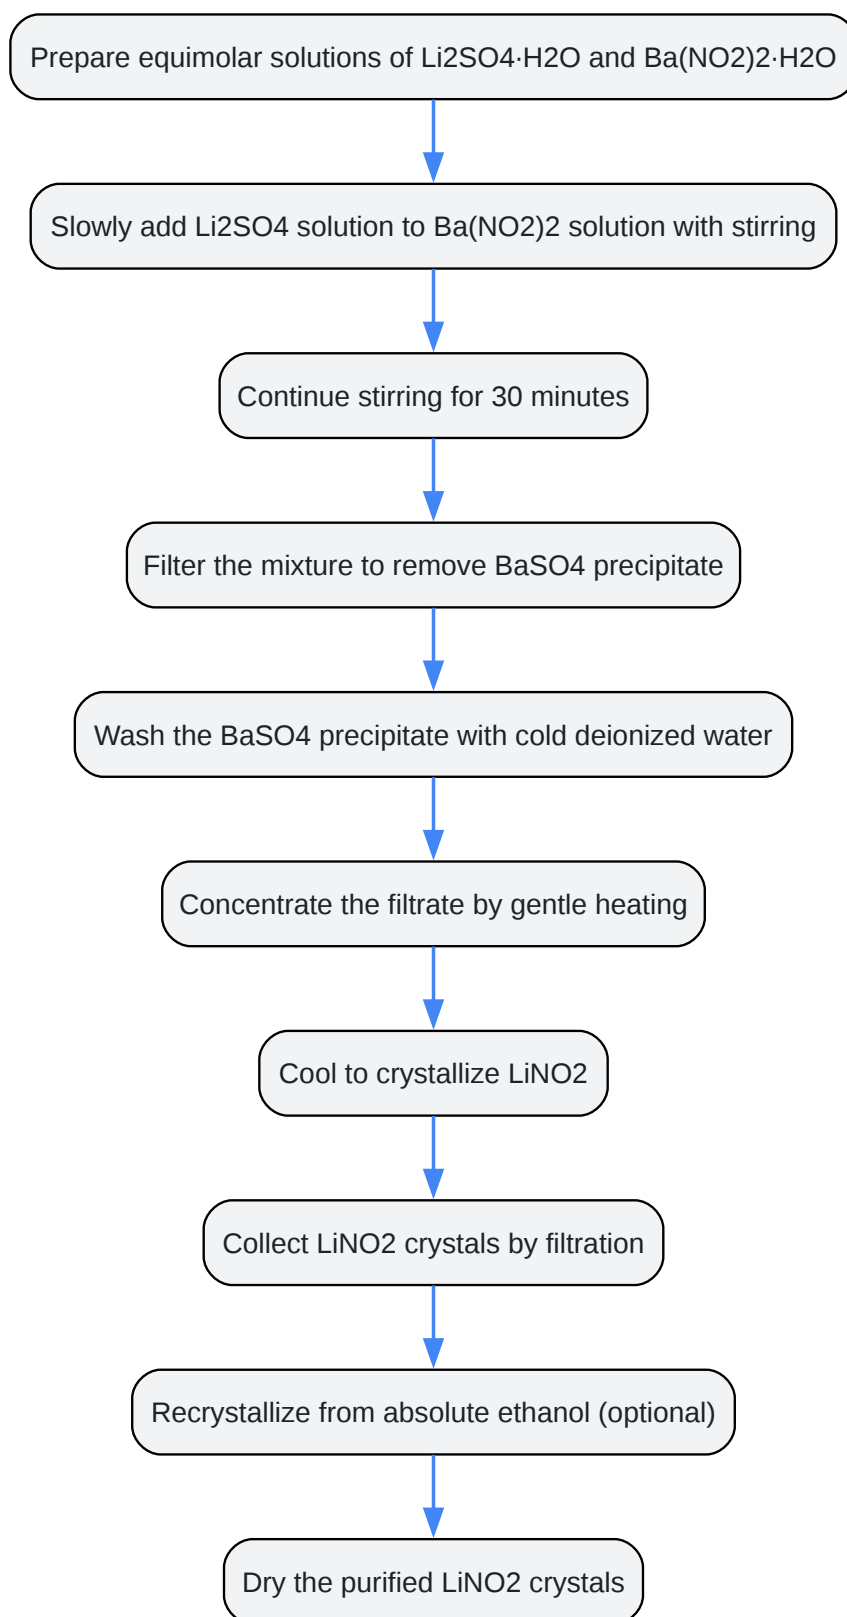 Prepare equimolar solutions of Li2SO4·H2O and Ba(NO2)2·H2O
Slowly add Li2SO4 solution to Ba(NO2)2 solution with stirring
Continue stirring for 30 minutes
Filter the mixture to remove BaSO4 precipitate
Wash the BaSO4 precipitate with cold deionized water
Concentrate the filtrate by gentle heating
Cool to crystallize LiNO2
Collect LiNO2 crystals by filtration
Recrystallize from absolute ethanol (optional)
Dry the purified LiNO2 crystals